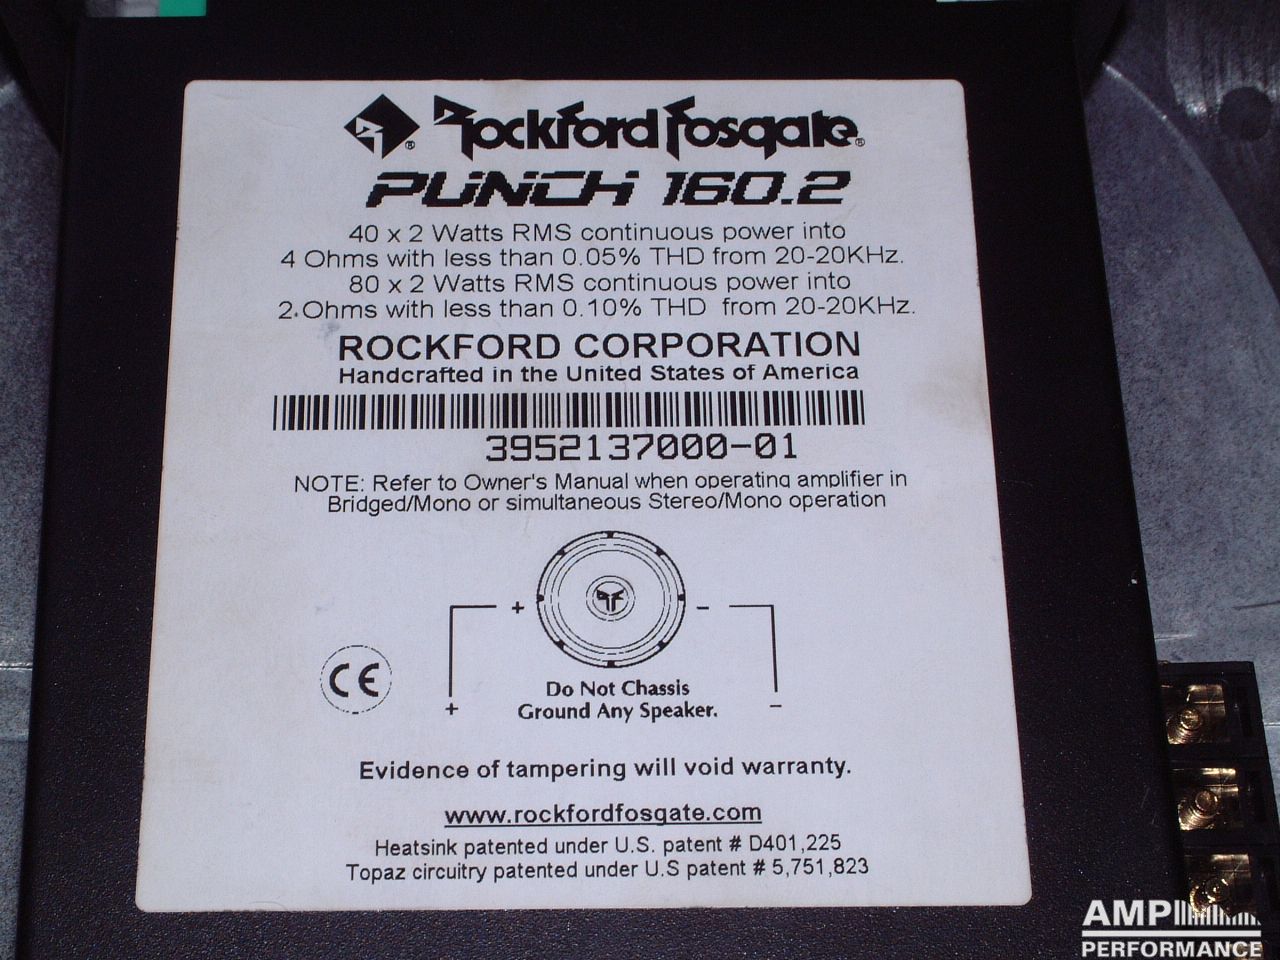 Rockford Fosgate®
PUNCH 160.2
40 x 2 Watts RMS continuous power into
4 Ohms with less than 0.05% THD from 20-20KHz.
80 x 2 Watts RMS continuous power into
2.Ohms with less than 0.10% THD from 20-20KHz.
ROCKFORD CORPORATION
Handcrafted in the United States of America
3952137000-01
NOTE: Refer to Owner's Manual when operating amplifier in
Bridged/Mono or simultaneous Stereo/Mono operation
+ −
CE
Do Not Chassis
Ground Any Speaker.
+ −
Evidence of tampering will void warranty.
www.rockfordfosgate.com
Heatsink patented under U.S. patent # D401,225
Topaz circuitry patented under U.S patent # 5,751,823
AMP
PERFORMANCE